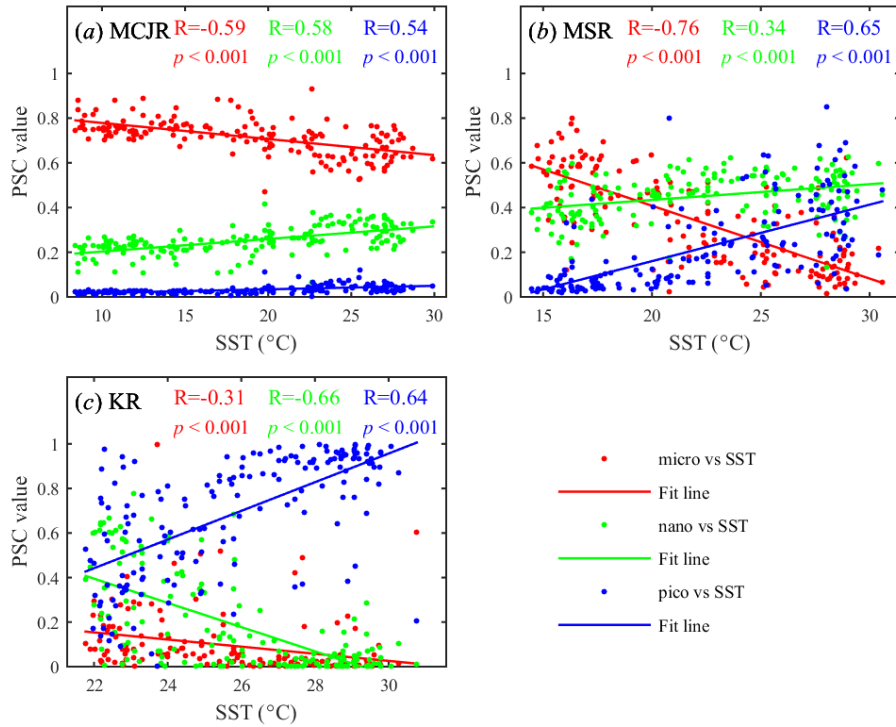 (a) MCJR
R=-0.59 R=0.58 R=0.54
p < 0.001 p < 0.001 p < 0.001
PSC value
1
0.8
0.6
0.4
0.2
0
10 15 20 25 30
SST (°C)
(b) MSR
R=-0.76 R=0.34 R=0.65
p < 0.001 p < 0.001 p < 0.001
PSC value
1
0.8
0.6
0.4
0.2
0
15 20 25 30
SST (°C)
(c) KR
R=-0.31 R=-0.66 R=0.64
p < 0.001 p < 0.001 p < 0.001
PSC value
1
0.8
0.6
0.4
0.2
0
22 24 26 28 30
SST (°C)
micro vs SST
Fit line
nano vs SST
Fit line
pico vs SST
Fit line